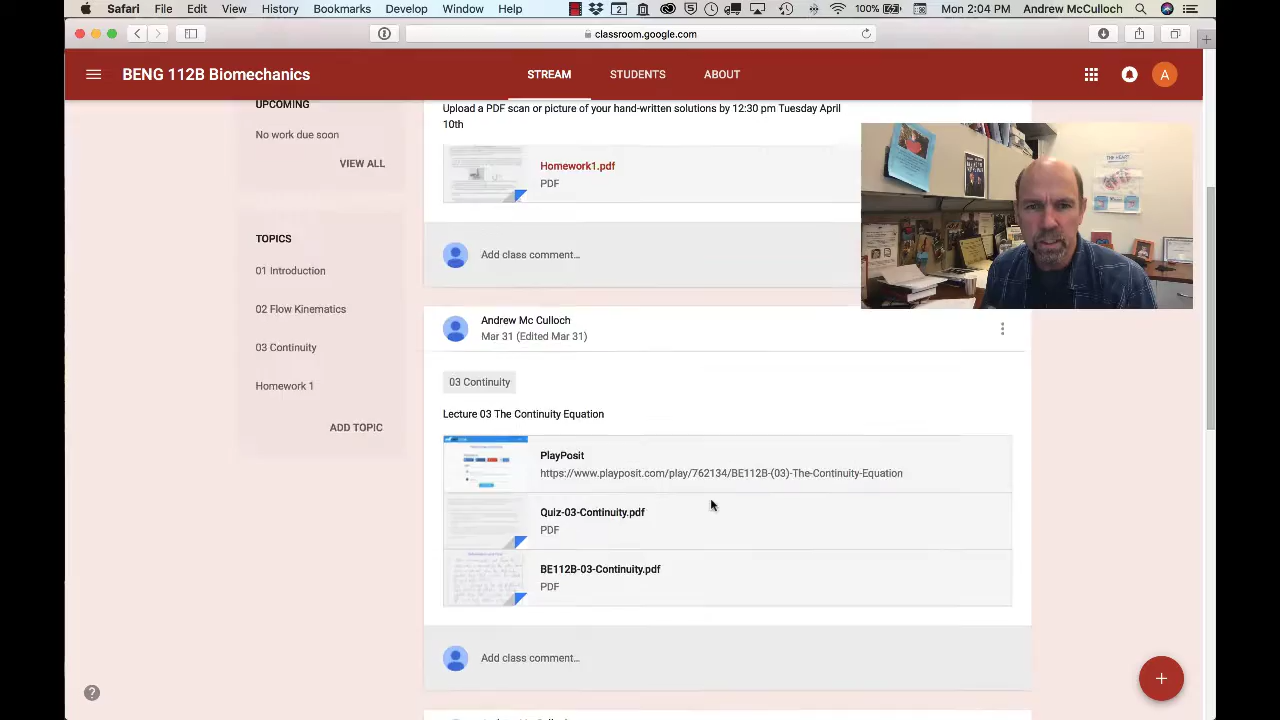 Safari File Edit View History Bookmarks Develop Window Help 100% Mon 2:04 PM Andrew McCulloch
classroom.google.com
BENG 112B Biomechanics
STREAM STUDENTS ABOUT
A
UPCOMING
No work due soon
VIEW ALL
TOPICS
01 Introduction
02 Flow Kinematics
03 Continuity
Homework 1
ADD TOPIC
Upload a PDF scan or picture of your hand-written solutions by 12:30 pm Tuesday April
10th
Homework1.pdf
PDF
Add class comment…
Andrew Mc Culloch
Mar 31 (Edited Mar 31)
03 Continuity
Lecture 03 The Continuity Equation
PlayPosit
https://www.playposit.com/play/762134/BE112B-(03)-The-Continuity-Equation
Quiz-03-Continuity.pdf
PDF
BE112B-03-Continuity.pdf
PDF
Add class comment…
THE HEART